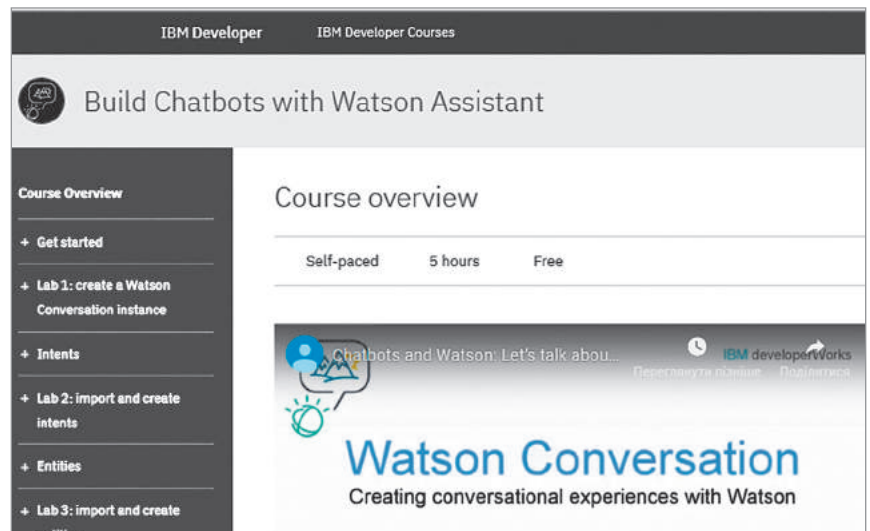 IBM Developer IBM Developer Courses
Build Chatbots with Watson Assistant
Course Overview
+ Get started
+ Lab 1: create a Watson
Conversation instance
+ Intents
+ Lab 2: import and create
intents
+ Entities
+ Lab 3: import and create
Course overview
Self-paced 5 hours Free
Chatbots and Watson: Let's talk abou...
IBM developerWorks
Переглянути пізніше Поділитися
Watson Conversation
Creating conversational experiences with Watson